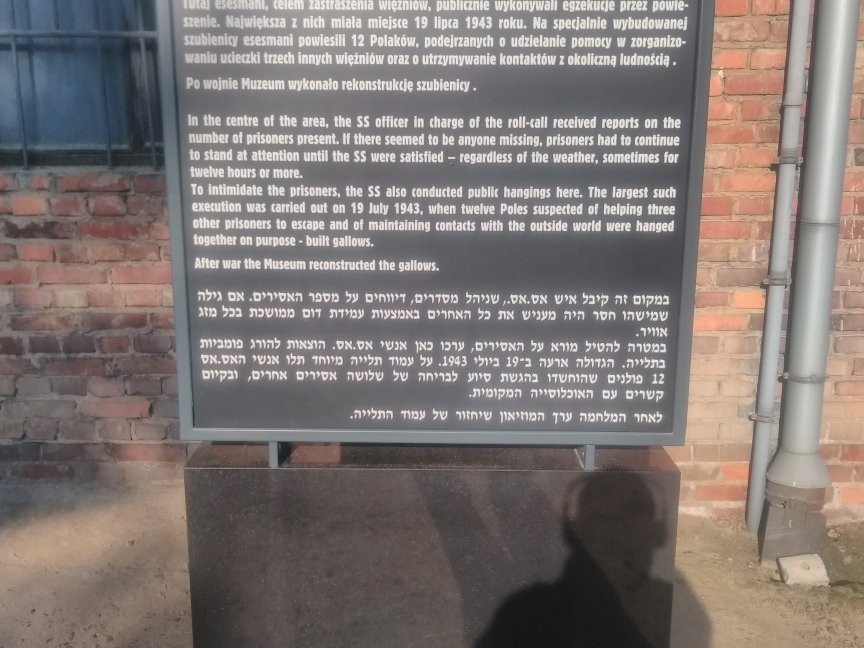 Tutaj esesmani, celem zastraszenia więźniów, publicznie wykonywali egzekucje przez powie-
szenie. Największa z nich miała miejsce 19 lipca 1943 roku. Na specjalnie wybudowanej
szubienicy esesmani powiesili 12 Polaków, podejrzanych o udzielanie pomocy w zorganizo-
waniu ucieczki trzech innych więźniów oraz o utrzymywanie kontaktów z okoliczną ludnością .
Po wojnie Muzeum wykonało rekonstrukcję szubienicy .
In the centre of the area, the SS officer in charge of the roll-call received reports on the
number of prisoners present. If there seemed to be anyone missing, prisoners had to continue
to stand at attention until the SS were satisfied – regardless of the weather, sometimes for
twelve hours or more.
To intimidate the prisoners, the SS also conducted public hangings here. The largest such
execution was carried out on 19 July 1943, when twelve Poles suspected of helping three
other prisoners to escape and of maintaining contacts with the outside world were hanged
together on purpose - built gallows.
After war the Museum reconstructed the gallows.
במקום זה קיבל איש אס.אס., שניהל מסדרים, דיווחים על מספר האסירים. אם גילה
שמישהו חסר היה מעניש את כל האחרים באמצעות עמידת דום ממושכת בכל מזג
אוויר.
במטרה להטיל מורא על האסירים, ערכו כאן אנשי אס.אס. הוצאות להורג פומביות
בתלייה. הגדולה ארעה ב־19 ביולי 1943. על עמוד תלייה מיוחד תלו אנשי האס.אס
12 פולנים שהוחשדו בהגשת סיוע לבריחה של שלושה אסירים אחרים, ובקיום
קשרים עם האוכלוסייה המקומית.
לאחר המלחמה ערך המוזיאון שיחזור של עמוד התלייה.